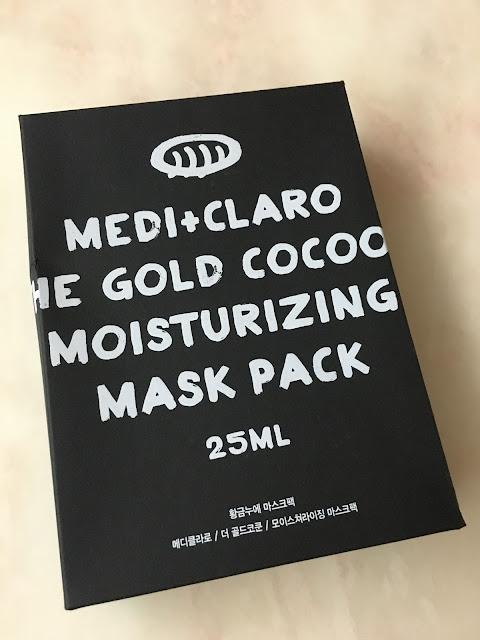 MEDI+CLARO
HE GOLD COCOO
MOISTURIZING
MASK PACK
25ML
황금누에 마스크팩
메디클라로 / 더 골드코쿤 / 모이스쳐라이징 마스크팩